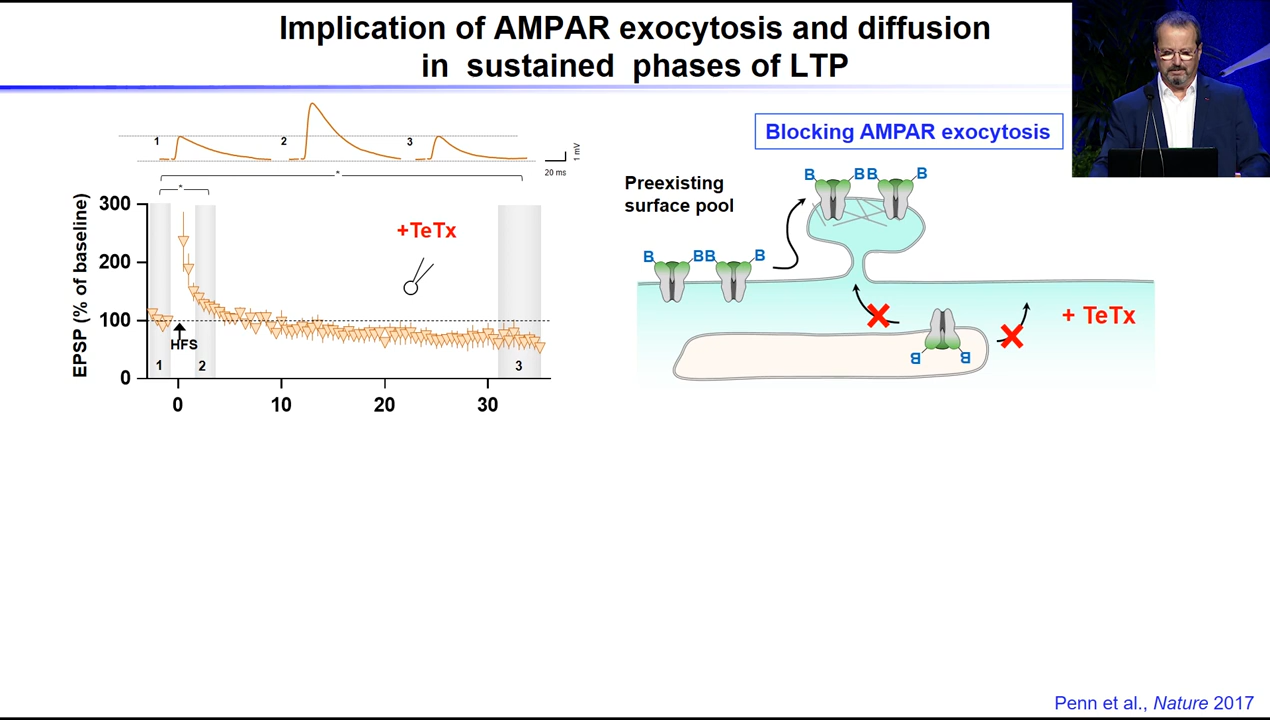 Implication of AMPAR exocytosis and diffusion
in sustained phases of LTP
1
2
3
1 mV
20 ms
*
*
EPSP (% of baseline)
300
200
100
0
+TeTx
HFS
1
2
3
0
10
20
30
Blocking AMPAR exocytosis
Preexisting
surface pool
B
B B
B
B
B B
B
+ TeTx
B
B
Penn et al., Nature 2017